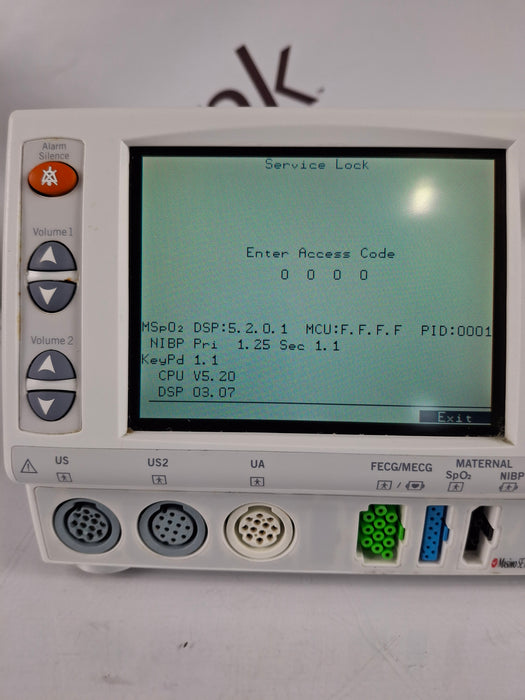 Alarm
Silence
Volume 1
Volume 2
Service Lock
Enter Access Code
0 0 0 0
MSpO₂ DSP:5.2.0.1 MCU:F.F.F.F PID:0001
NIBP Pri 1.25 Sec 1.1
KeyPd 1.1
CPU V5.20
DSP 03.07
Exit
US
US2
UA
FECG/MECG
MATERNAL
SpO₂
NIBP
/